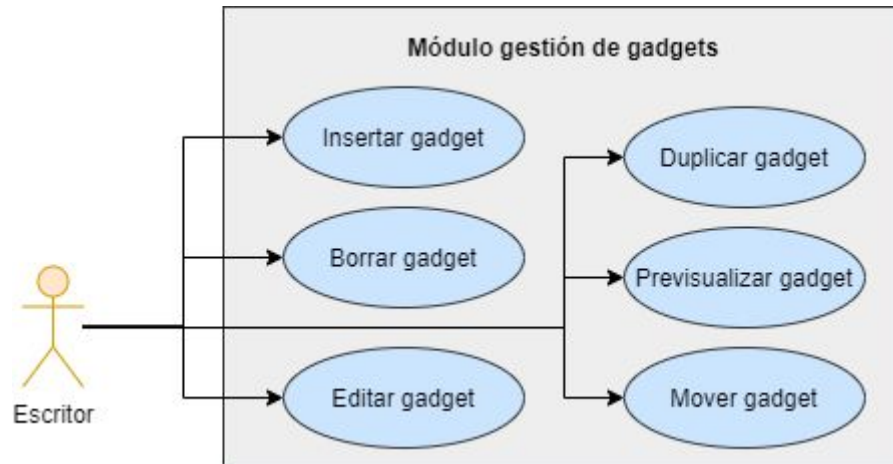 Módulo gestión de gadgets
Insertar gadget
Duplicar gadget
Borrar gadget
Previsualizar gadget
Editar gadget
Mover gadget
Escritor